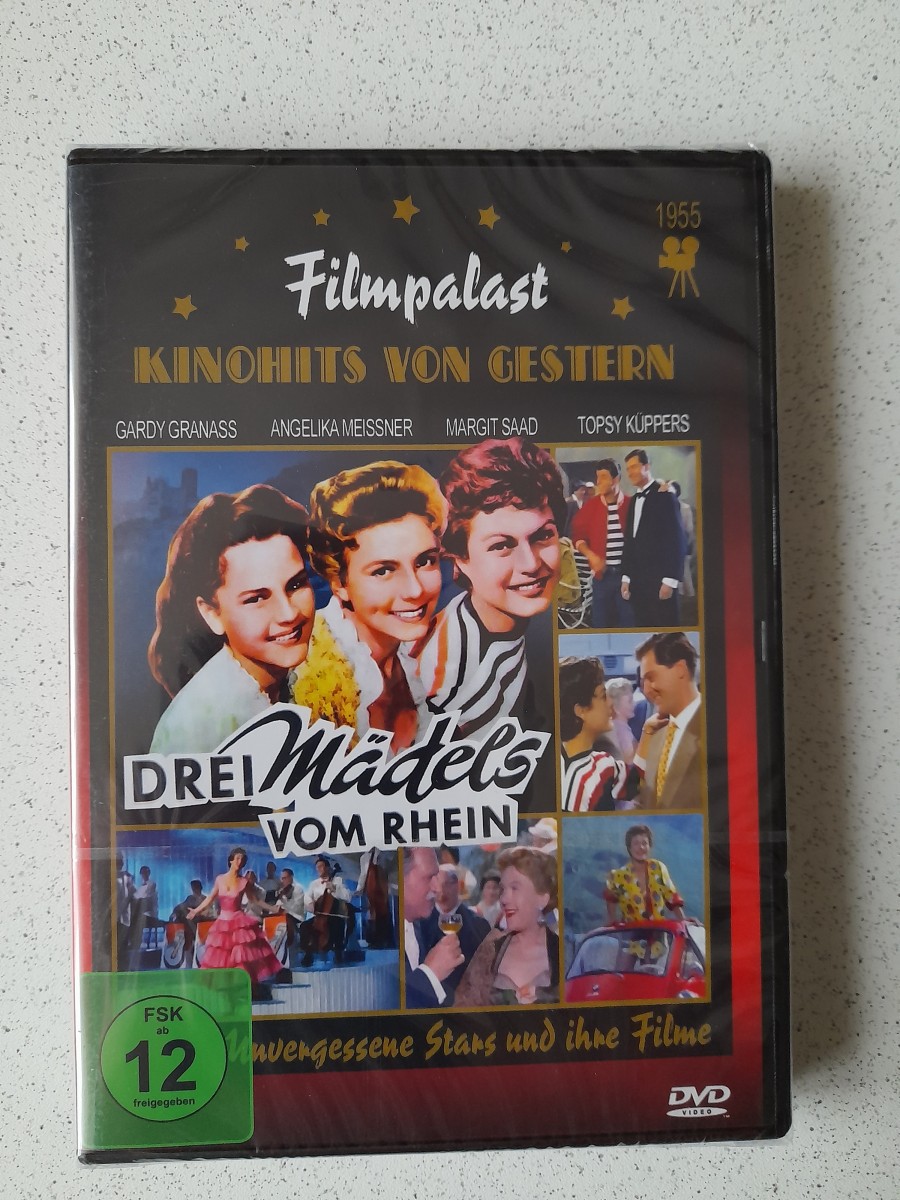 1955
Filmpalast
KINOHITS VON GESTERN
GARDY GRANASS ANGELIKA MEISSNER MARGIT SAAD TOPSY KÜPPERS
DREI Mädels
VOM RHEIN
Unvergessene Stars und ihre Filme
FSK
ab
12
freigegeben
DVD
VIDEO